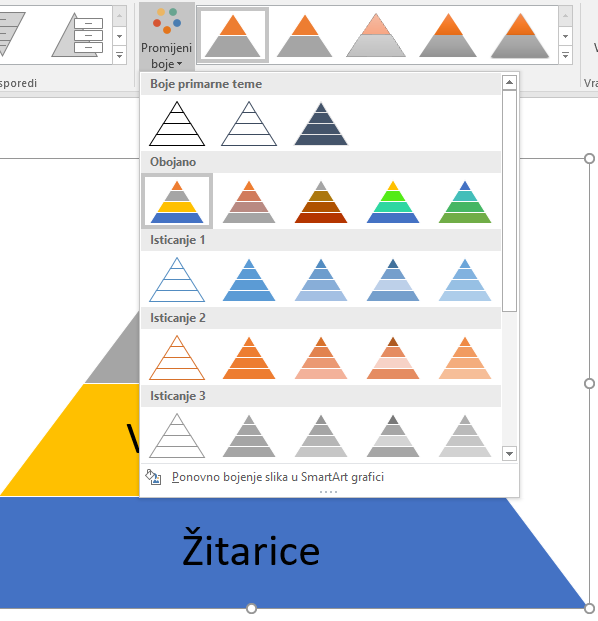 Promijeni
boje
sporedi
Vra
Boje primarne teme
Obojano
Isticanje 1
Isticanje 2
Isticanje 3
Ponovno bojenje slika u SmartArt grafici
V
Žitarice